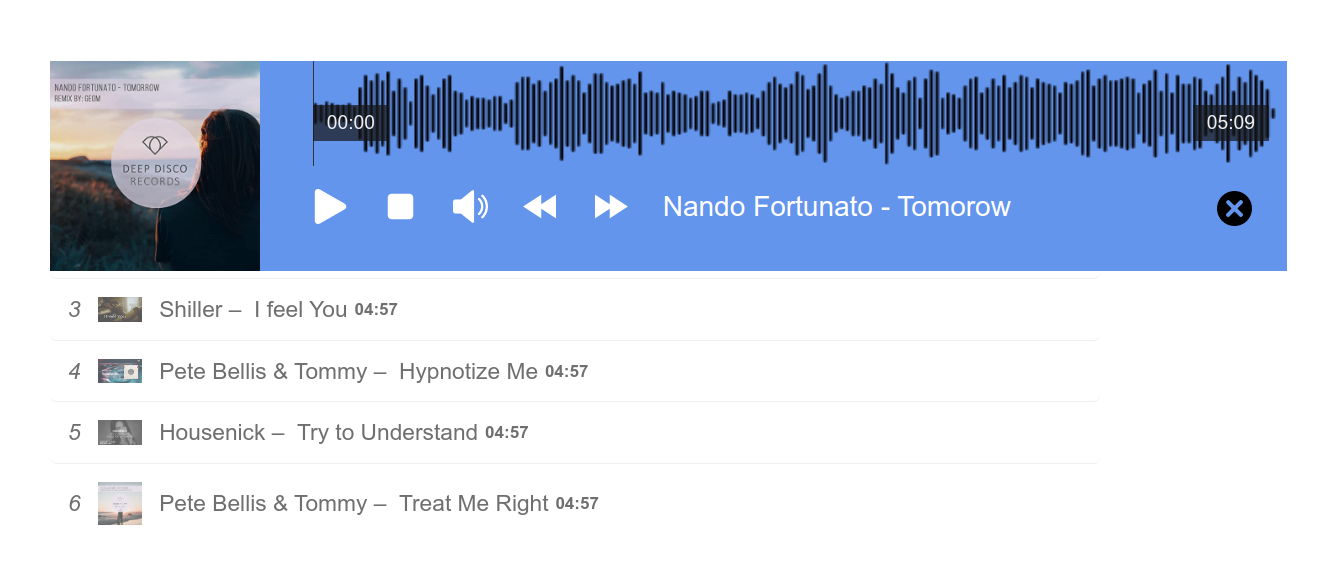 NANDO FORTUNATO - TOMORROW
REMIX BY: GEOM
DEEP DISCO
RECORDS
00:00
05:09
Nando Fortunato - Tomorow
3 Shiller – I feel You 04:57
4 Pete Bellis & Tommy – Hypnotize Me 04:57
5 Housenick – Try to Understand 04:57
6 Pete Bellis & Tommy – Treat Me Right 04:57